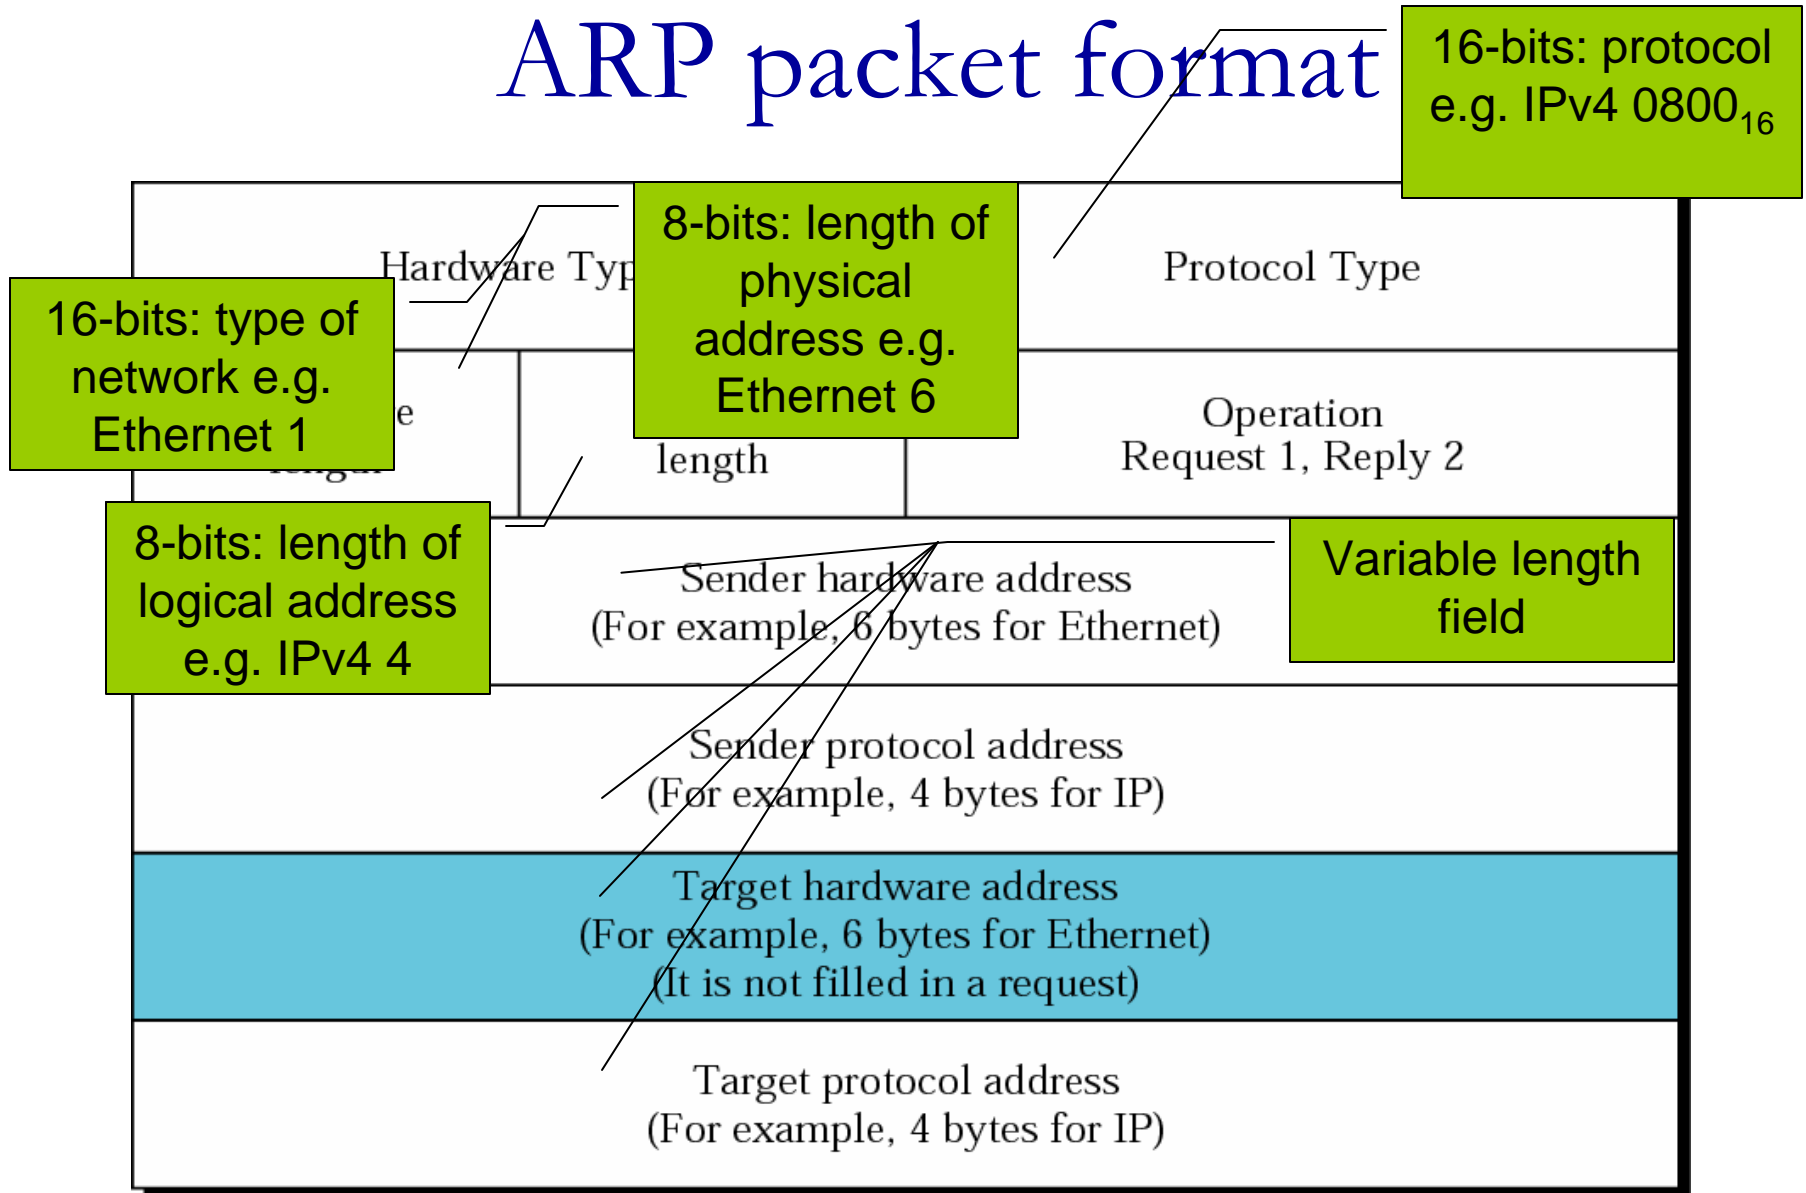 ARP packet format
16-bits: protocol
e.g. IPv4 0800₁₆
Hardware Typ
8-bits: length of
physical
address e.g.
Ethernet 6
Protocol Type
16-bits: type of
network e.g.
Ethernet 1
e
length
length
Operation
Request 1, Reply 2
8-bits: length of
logical address
e.g. IPv4 4
Sender hardware address
(For example, 6 bytes for Ethernet)
Variable length
field
Sender protocol address
(For example, 4 bytes for IP)
Target hardware address
(For example, 6 bytes for Ethernet)
(It is not filled in a request)
Target protocol address
(For example, 4 bytes for IP)